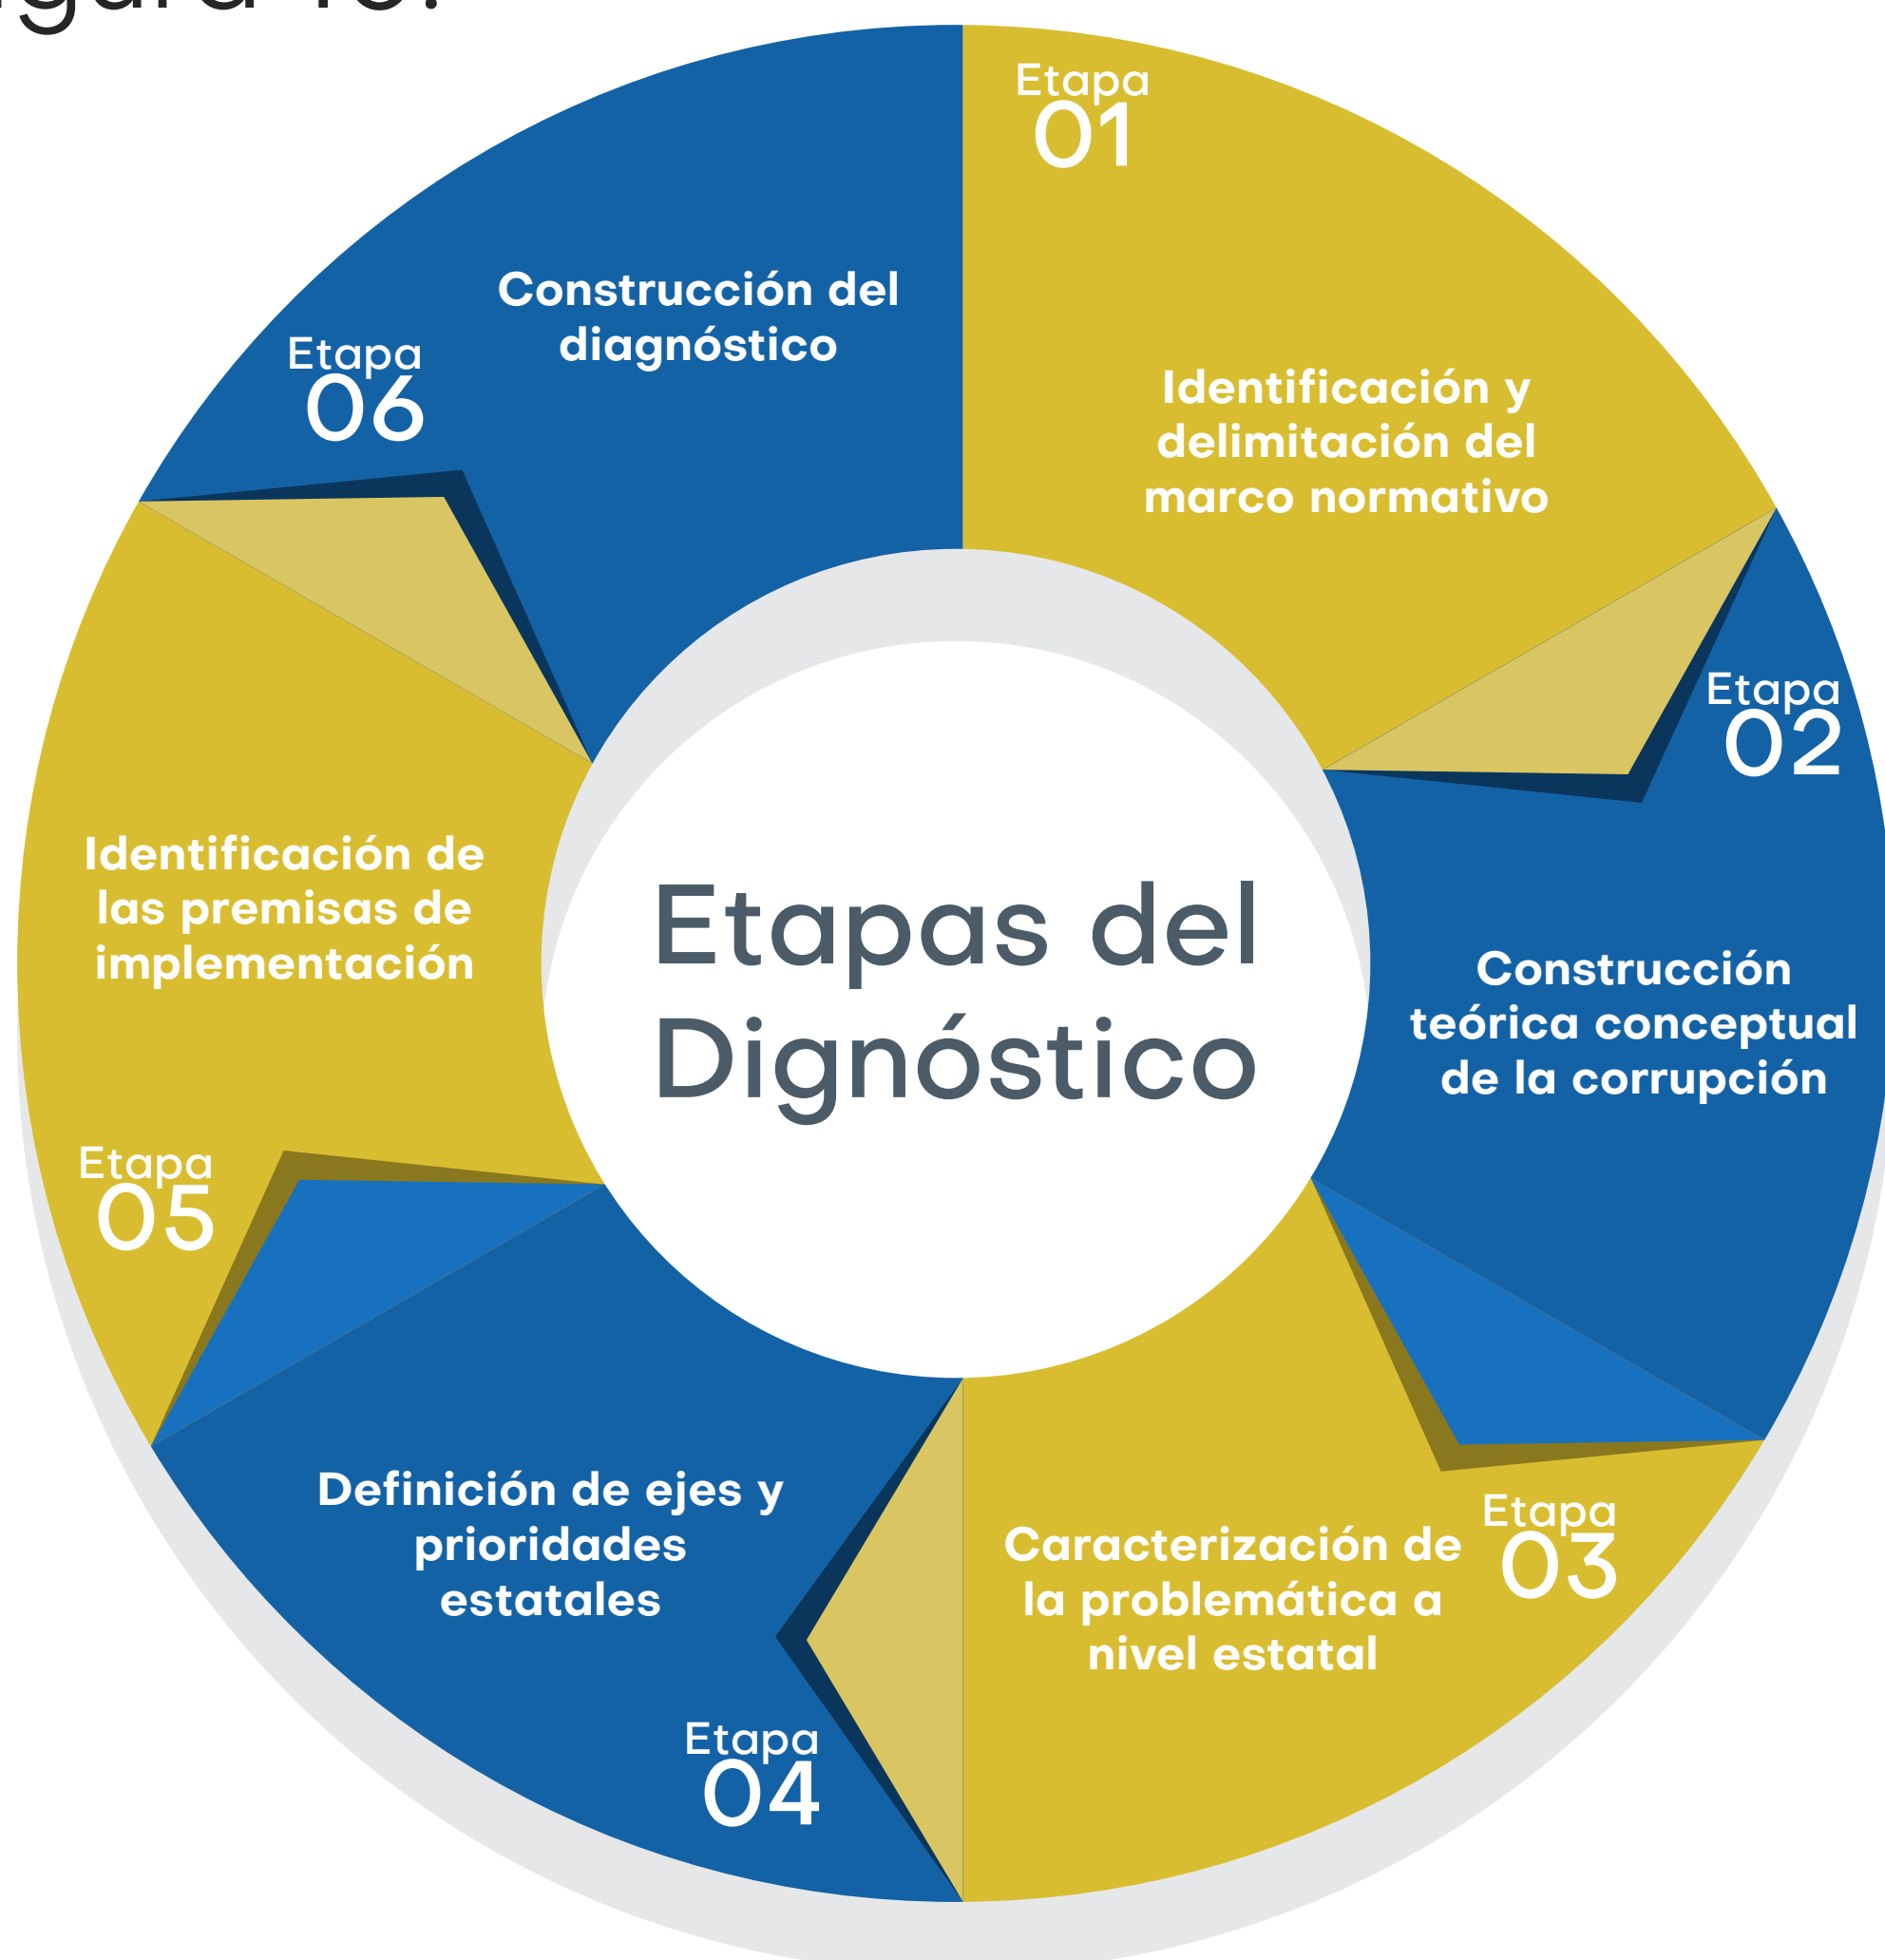 Etapa
01
Identificación y
delimitación del
marco normativo
Etapa
02
Construcción
teórica conceptual
de la corrupción
Etapa
03
Caracterización de
la problemática a
nivel estatal
Etapa
04
Definición de ejes y
prioridades
estatales
Etapa
05
Identificación de
las premisas de
implementación
Etapa
06
Construcción del
diagnóstico
Etapas del
Dignóstico